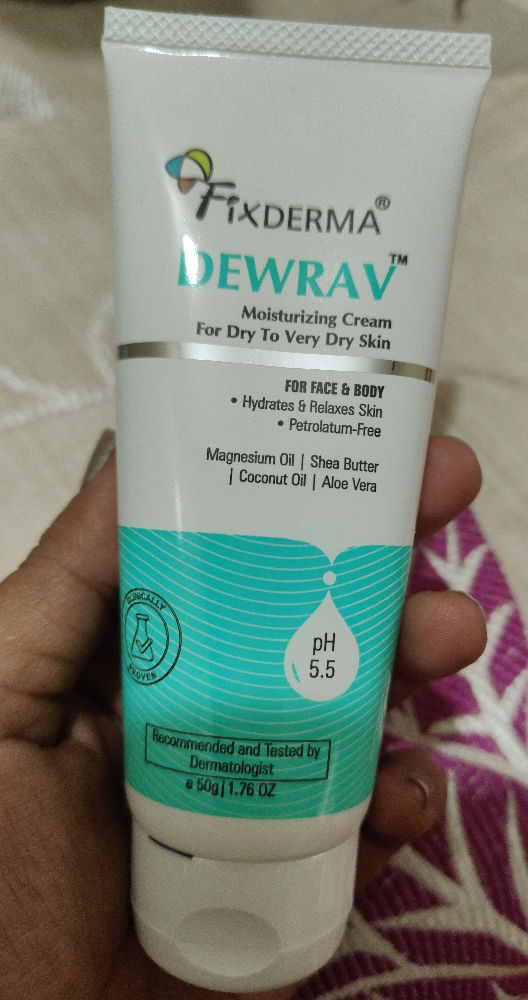 FIXDERMA®
DEWRAV™
Moisturizing Cream
For Dry To Very Dry Skin
FOR FACE & BODY
• Hydrates & Relaxes Skin
• Petrolatum-Free
Magnesium Oil | Shea Butter
| Coconut Oil | Aloe Vera
pH
5.5
CLINICALLY
PROVEN
Recommended and Tested by
Dermatologist
e 50g | 1.76 OZ